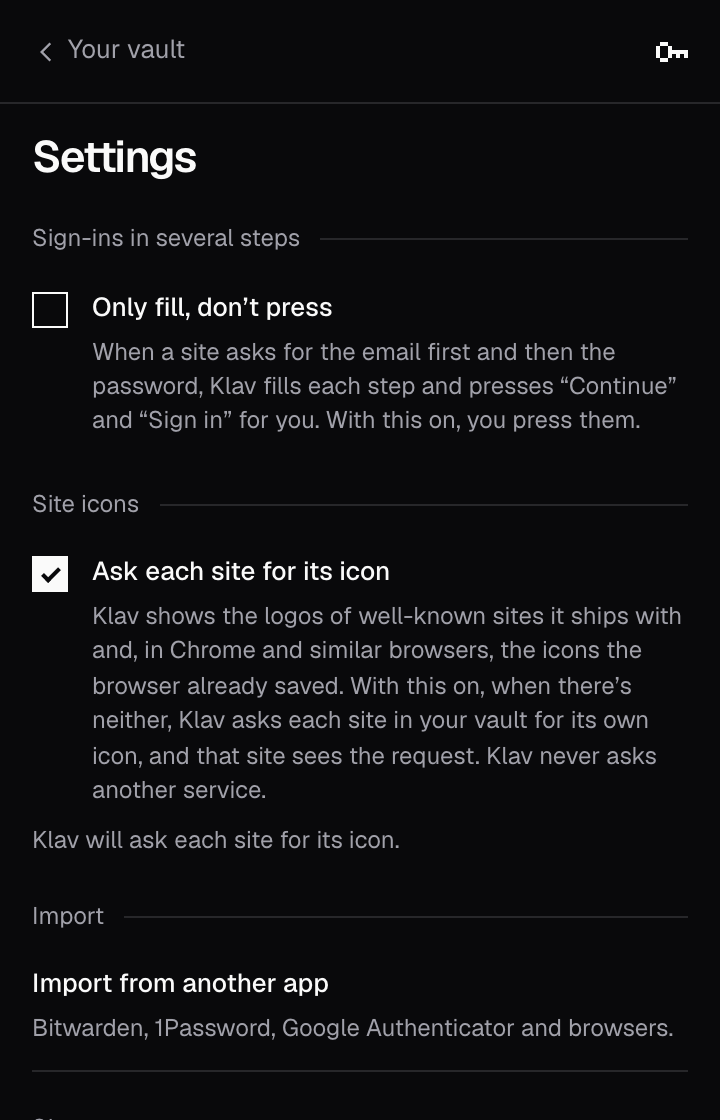 Your vault
Settings
Sign-ins in several steps
Only fill, don’t press
When a site asks for the email first and then the
password, Klav fills each step and presses “Continue”
and “Sign in” for you. With this on, you press them.
Site icons
Ask each site for its icon
Klav shows the logos of well-known sites it ships with
and, in Chrome and similar browsers, the icons the
browser already saved. With this on, when there’s
neither, Klav asks each site in your vault for its own
icon, and that site sees the request. Klav never asks
another service.
Klav will ask each site for its icon.
Import
Import from another app
Bitwarden, 1Password, Google Authenticator and browsers.